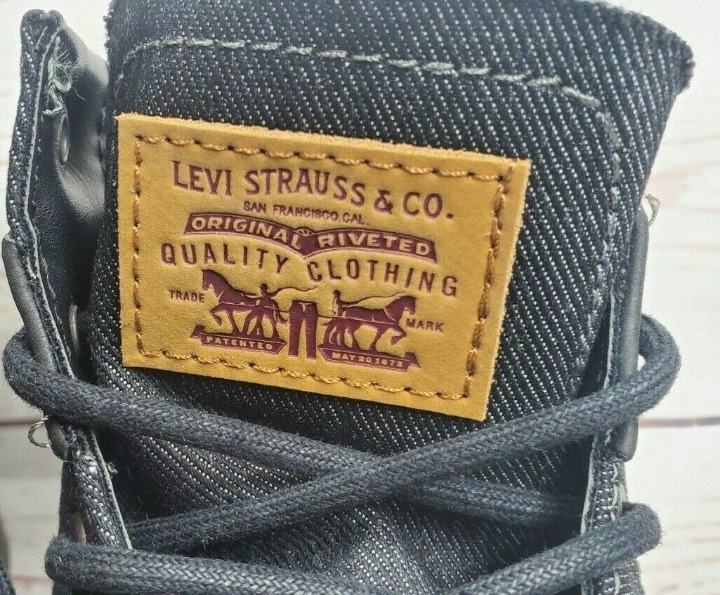 LEVI STRAUSS & CO.
SAN FRANCISCO, CAL.
ORIGINAL RIVETED
QUALITY CLOTHING
TRADE MARK
PATENTED MAY 20 1873